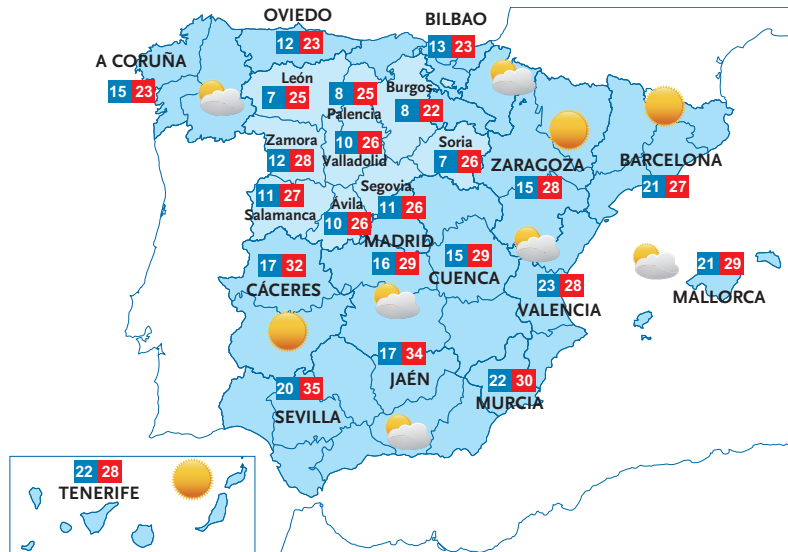 OVIEDO
12 23
BILBAO
13 23
A CORUÑA
15 23
León
7 25
8 25
Palencia
Burgos
8 22
Zamora
12 28
10 26
Valladolid
Soria
7 26
ZARAGOZA
15 28
BARCELONA
21 27
11 27
Salamanca
Ávila
10 26
Segovia
11 26
MADRID
16 29
15 29
CUENCA
17 32
CÁCERES
23 28
VALENCIA
21 29
MALLORCA
17 34
JAÉN
20 35
SEVILLA
22 30
MURCIA
22 28
TENERIFE